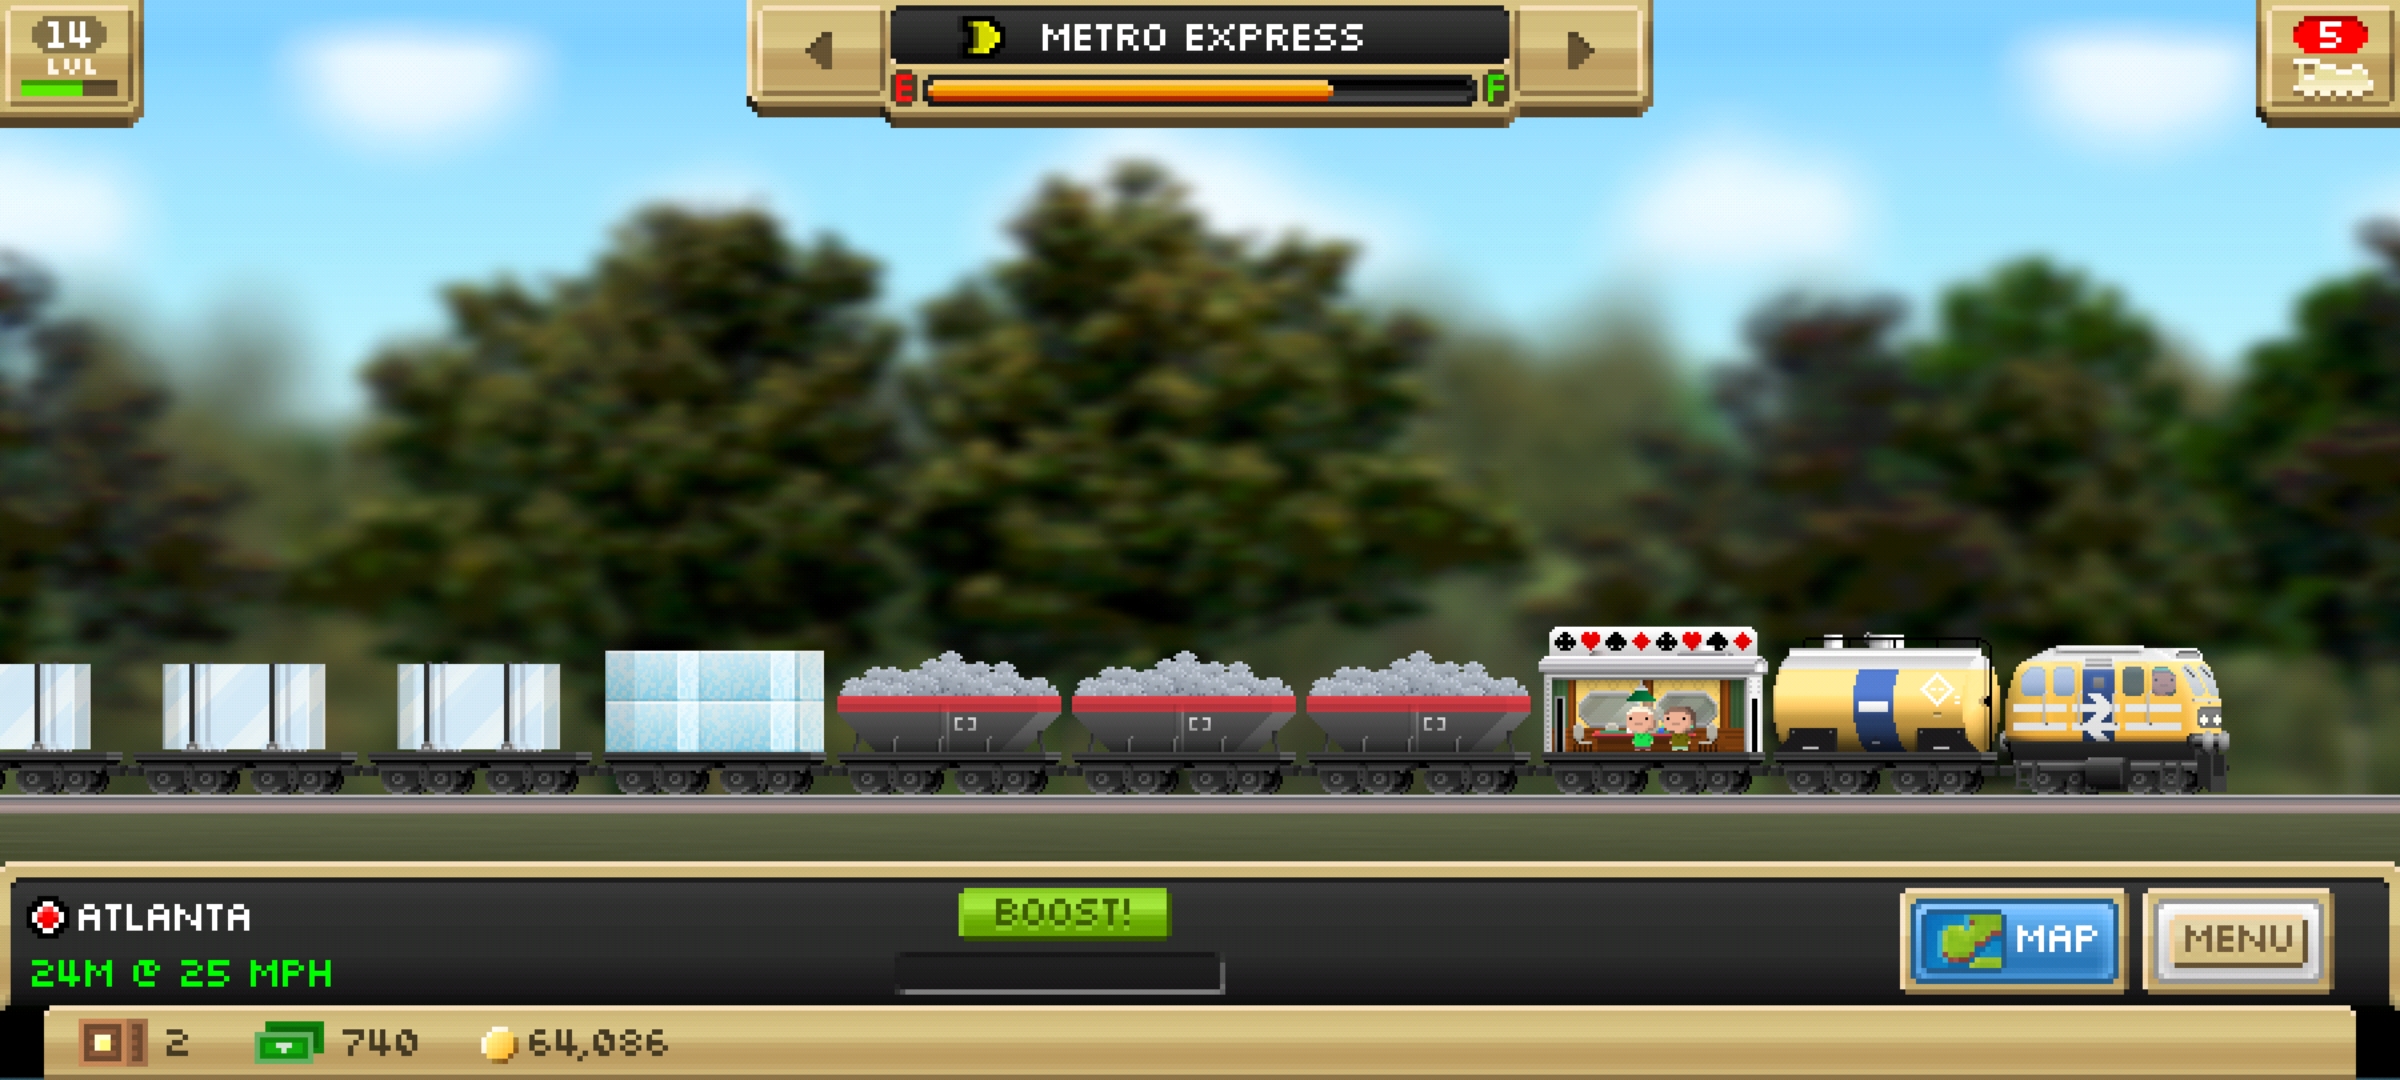 14
LVL
METRO EXPRESS
E F
5
ATLANTA
24M @ 25 MPH
BOOST!
MAP
MENU
2 740 64,086